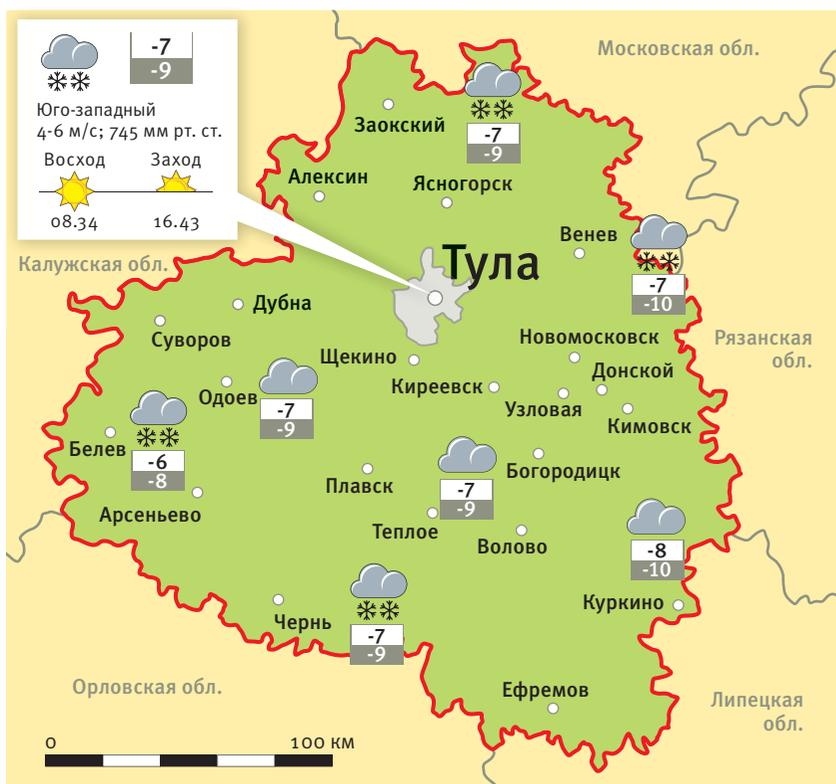 -7
-9
Юго-западный
4-6 м/с; 745 мм рт. ст.
Восход Заход
08.34 16.43
Московская обл.
Заокский
-7
-9
Алексин
Ясногорск
Венев
-7
-10
Калужская обл.
Тула
Дубна
Суворов
Новомосковск
Рязанская
обл.
Щекино
Донской
Киреевск
Одоев
-7
-9
Узловая
Кимовск
Белев
-6
-8
Богородицк
Плавск
-7
-9
Арсеньево
Теплое
Волово
-8
-10
Куркино
Чернь
-7
-9
Орловская обл.
Ефремов
Липецкая
обл.
0 100 КМ